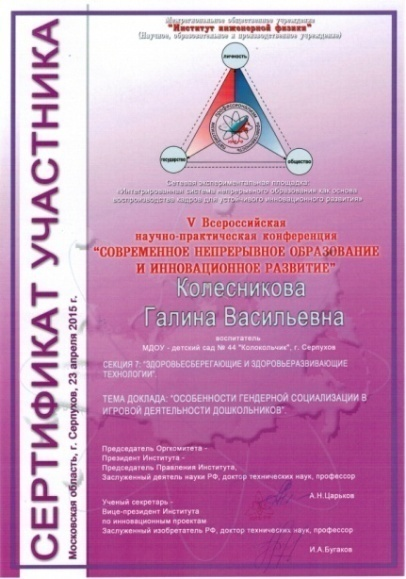 СЕРТИФИКАТ УЧАСТНИКА
Московская область, г. Серпухов, 23 апреля 2015 г.
Межрегиональное общественное учреждение
"Институт инженерной физики"
(Научное, образовательное и производственное учреждение)
личность
государство
общество
Сетевая экспериментальная площадка:
«Интегрированная система непрерывного образования как основа
воспроизводства кадров для устойчивого инновационного развития»
V Всероссийская
научно-практическая конференция
"СОВРЕМЕННОЕ НЕПРЕРЫВНОЕ ОБРАЗОВАНИЕ
И ИННОВАЦИОННОЕ РАЗВИТИЕ"
Колесникова
Галина Васильевна
воспитатель
МДОУ - детский сад № 44 "Колокольчик", г. Серпухов
СЕКЦИЯ 7: "ЗДОРОВЬЕСБЕРЕГАЮЩИЕ И ЗДОРОВЬЕРАЗВИВАЮЩИЕ
ТЕХНОЛОГИИ".
ТЕМА ДОКЛАДА: "ОСОБЕННОСТИ ГЕНДЕРНОЙ СОЦИАЛИЗАЦИИ В
ИГРОВОЙ ДЕЯТЕЛЬНОСТИ ДОШКОЛЬНИКОВ".
Председатель Оргкомитета -
Президент Института -
Председатель Правления Института,
Заслуженный деятель науки РФ, доктор технических наук, профессор
А.Н.Царьков
Ученый секретарь -
Вице-президент Института
по инновационным проектам
Заслуженный изобретатель РФ, доктор технических наук, профессор
И.А.Бугаков